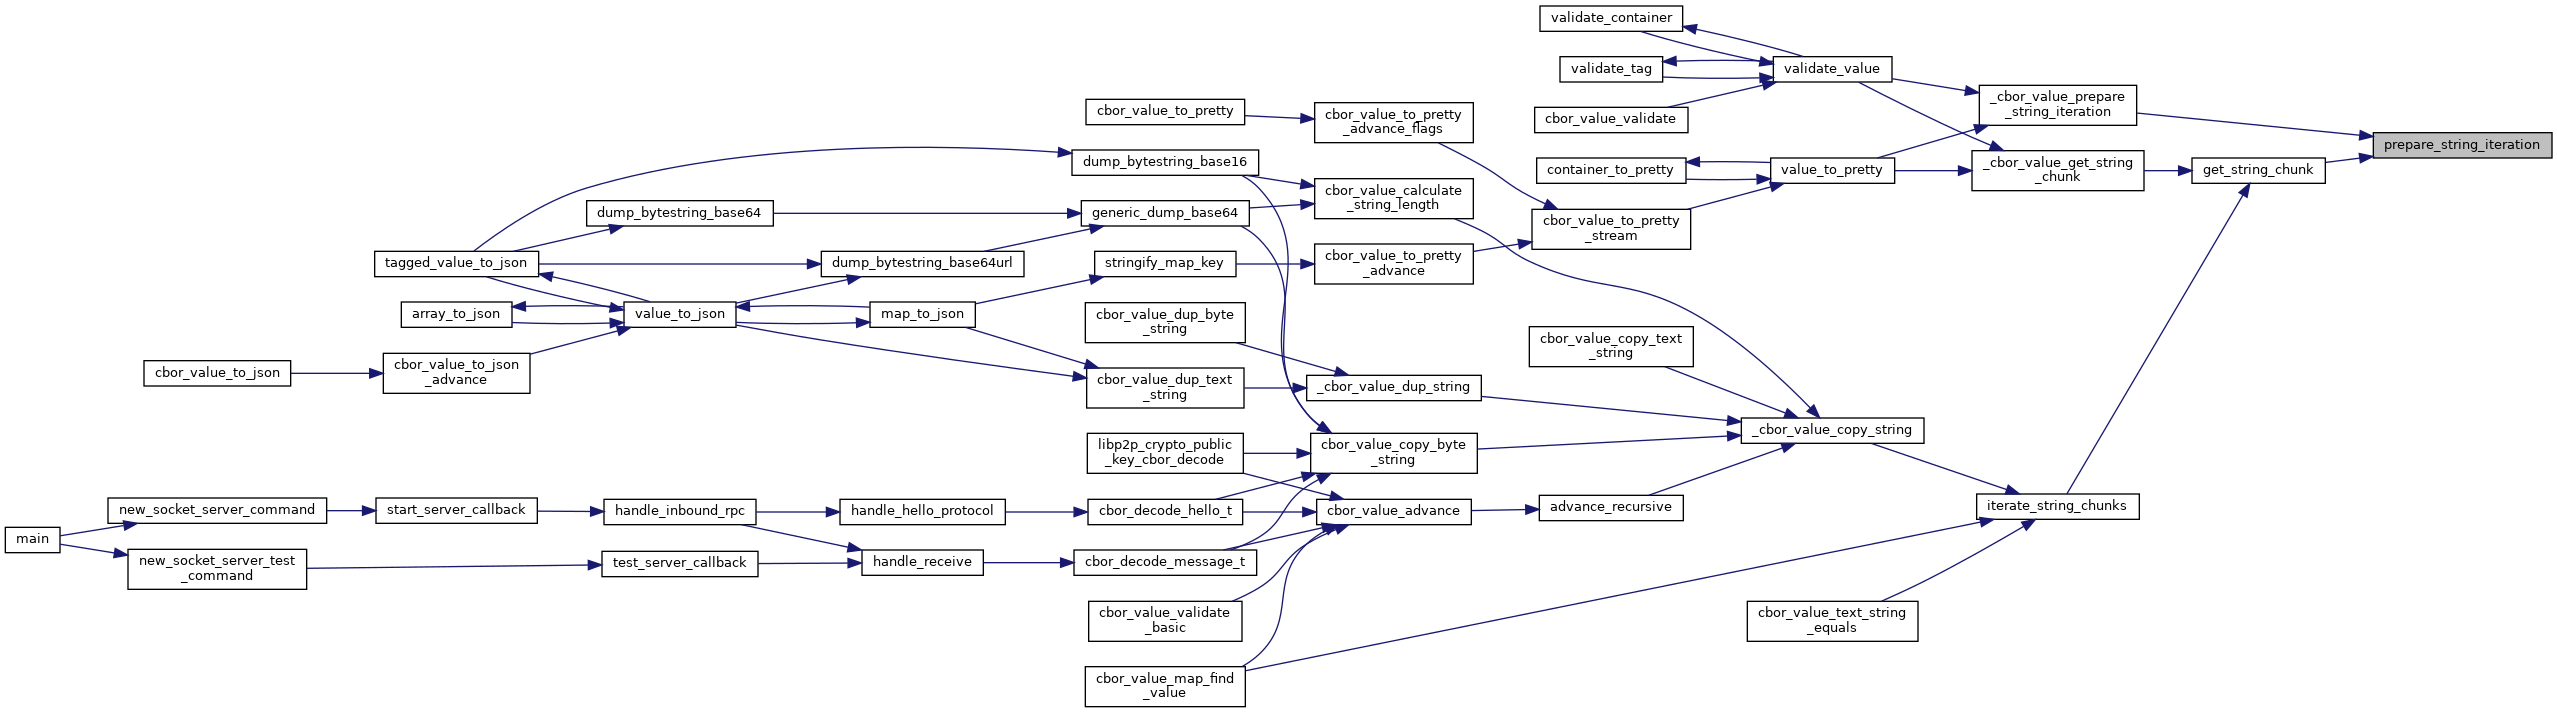 validate_container
validate_tag
validate_value
cbor_value_validate
_cbor_value_prepare
_string_iteration
prepare_string_iteration
cbor_value_to_pretty
cbor_value_to_pretty
_advance_flags
dump_bytestring_base16
container_to_pretty
value_to_pretty
_cbor_value_get_string
_chunk
get_string_chunk
cbor_value_calculate
_string_length
dump_bytestring_base64
generic_dump_base64
cbor_value_to_pretty
_stream
tagged_value_to_json
dump_bytestring_base64url
stringify_map_key
cbor_value_to_pretty
_advance
array_to_json
value_to_json
map_to_json
cbor_value_dup_byte
_string
cbor_value_copy_text
_string
cbor_value_to_json
cbor_value_to_json
_advance
cbor_value_dup_text
_string
_cbor_value_dup_string
_cbor_value_copy_string
libp2p_crypto_public
_key_cbor_decode
cbor_value_copy_byte
_string
new_socket_server_command
start_server_callback
handle_inbound_rpc
handle_hello_protocol
cbor_decode_hello_t
cbor_value_advance
advance_recursive
iterate_string_chunks
main
new_socket_server_test
_command
test_server_callback
handle_receive
cbor_decode_message_t
cbor_value_validate
_basic
cbor_value_text_string
_equals
cbor_value_map_find
_value